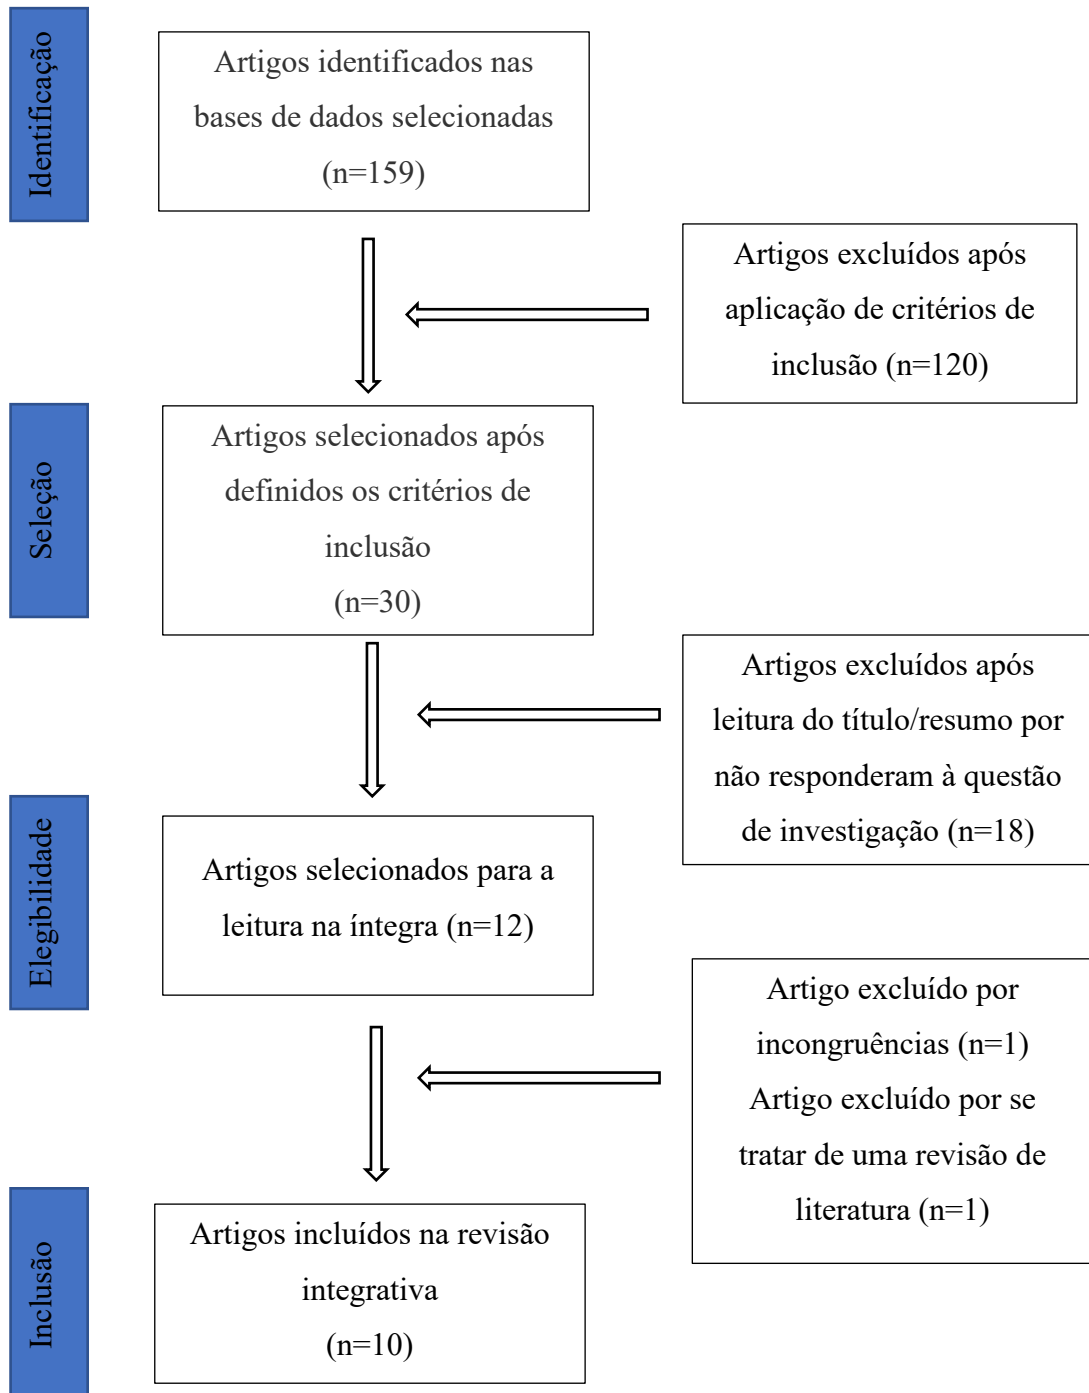 Identificação
Artigos identificados nas
bases de dados selecionadas
(n=159)
Artigos excluídos após
aplicação de critérios de
inclusão (n=120)
Seleção
Artigos selecionados após
definidos os critérios de
inclusão
(n=30)
Artigos excluídos após
leitura do título/resumo por
não responderam à questão
de investigação (n=18)
Elegibilidade
Artigos selecionados para a
leitura na íntegra (n=12)
Artigo excluído por
incongruências (n=1)
Artigo excluído por se
tratar de uma revisão de
literatura (n=1)
Inclusão
Artigos incluídos na revisão
integrativa
(n=10)